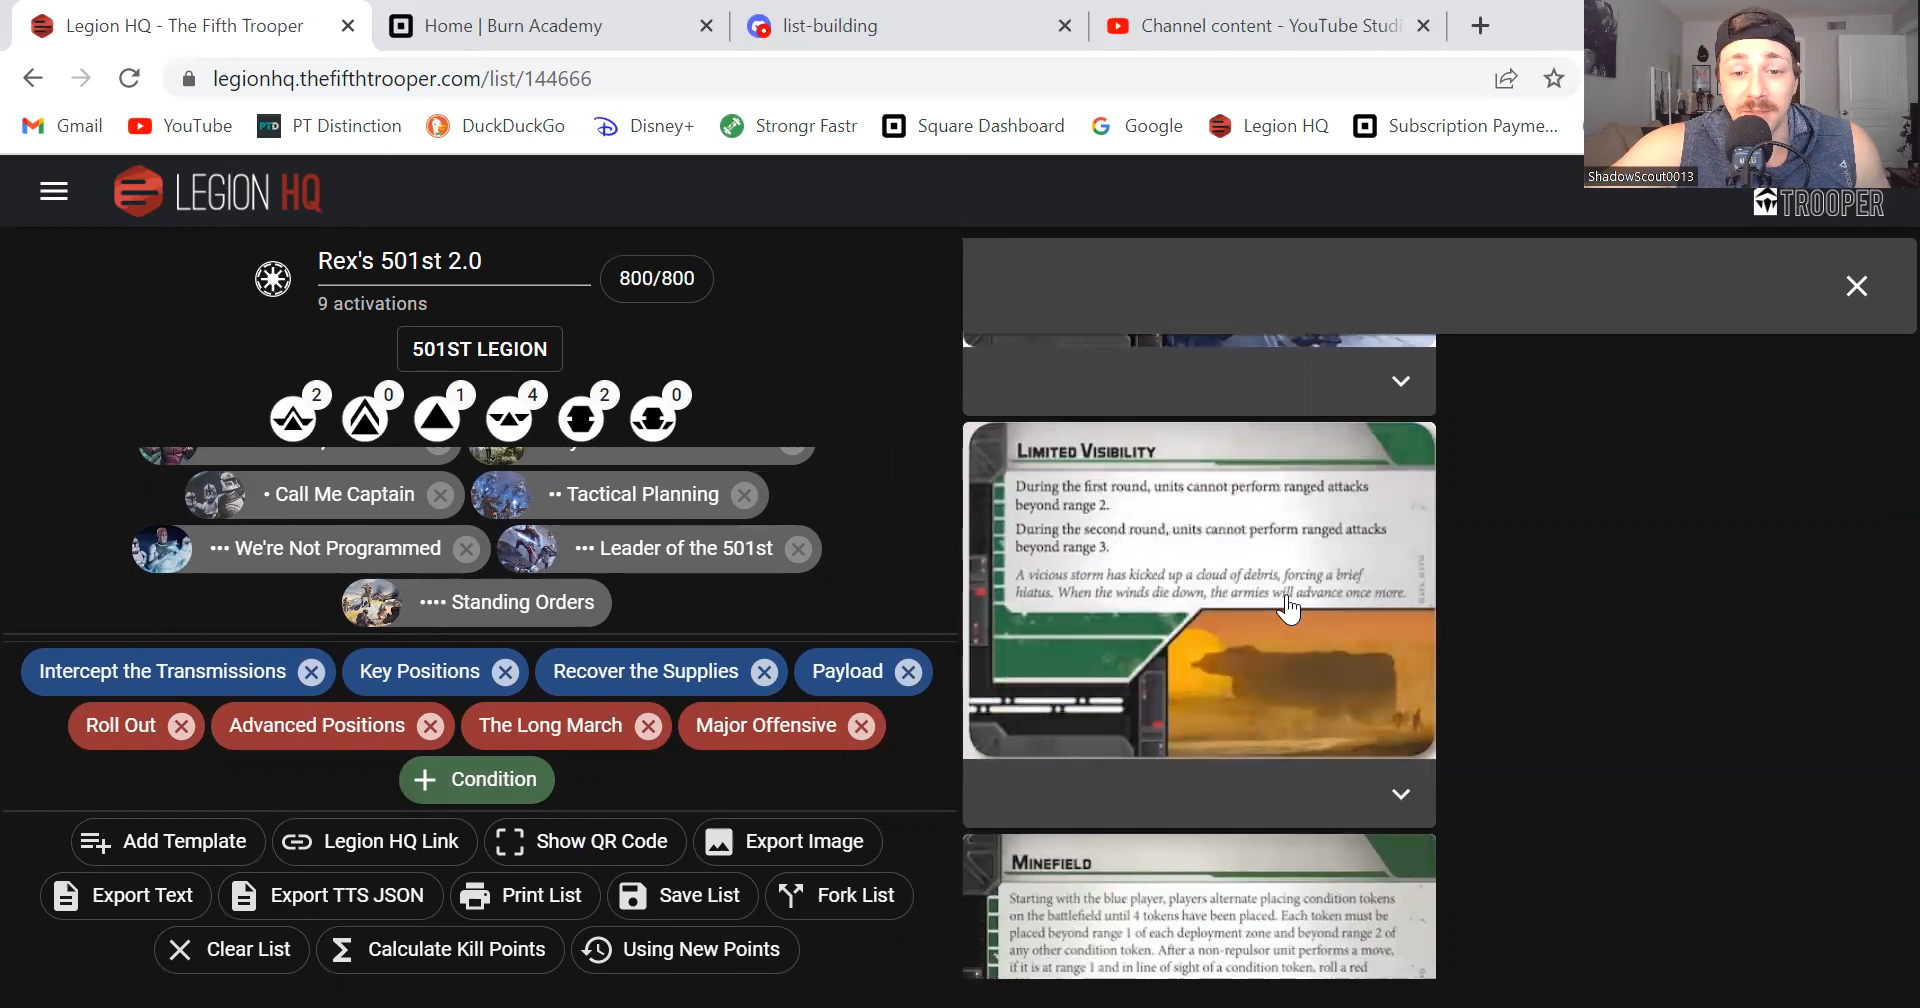 Legion HQ - The Fifth Trooper
Home | Burn Academy
list-building
Channel content - YouTube Studi
legionhq.thefifthtrooper.com/list/144666
Gmail
YouTube
PTD
PT Distinction
DuckDuckGo
Disney+
Strongr Fastr
Square Dashboard
Google
Legion HQ
Subscription Payme...
ShadowScout0013
LEGION HQ
TROOPER
Rex's 501st 2.0
800/800
9 activations
501ST LEGION
2
0
1
4
2
0
• Call Me Captain
•• Tactical Planning
••• We're Not Programmed
••• Leader of the 501st
•••• Standing Orders
Intercept the Transmissions
Key Positions
Recover the Supplies
Payload
Roll Out
Advanced Positions
The Long March
Major Offensive
+ Condition
Add Template
Legion HQ Link
Show QR Code
Export Image
Export Text
Export TTS JSON
Print List
Save List
Fork List
Clear List
Calculate Kill Points
Using New Points
LIMITED VISIBILITY
During the first round, units cannot perform ranged attacks
beyond range 2.
During the second round, units cannot perform ranged attacks
beyond range 3.
A vicious storm has kicked up a cloud of debris, forcing a brief
hiatus. When the winds die down, the armies will advance once more.
MINEFIELD
Starting with the blue player, players alternate placing condition tokens
on the battlefield until 4 tokens have been placed. Each token must be
placed beyond range 1 of each deployment zone and beyond range 2 of
any other condition token. After a non-repulsor unit performs a move,
if it is at range 1 and in line of sight of a condition token, roll a red